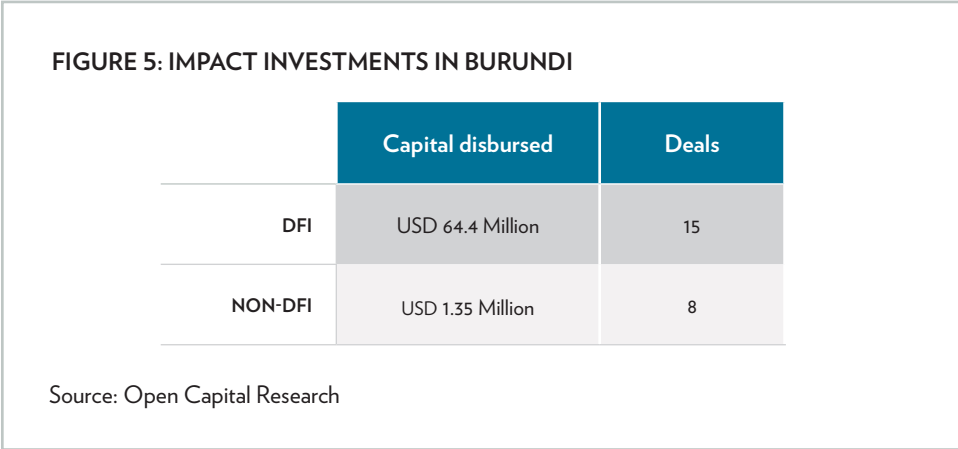 FIGURE 5: IMPACT INVESTMENTS IN BURUNDI
Capital disbursed Deals
DFI USD 64.4 Million 15
NON-DFI USD 1.35 Million 8
Source: Open Capital Research